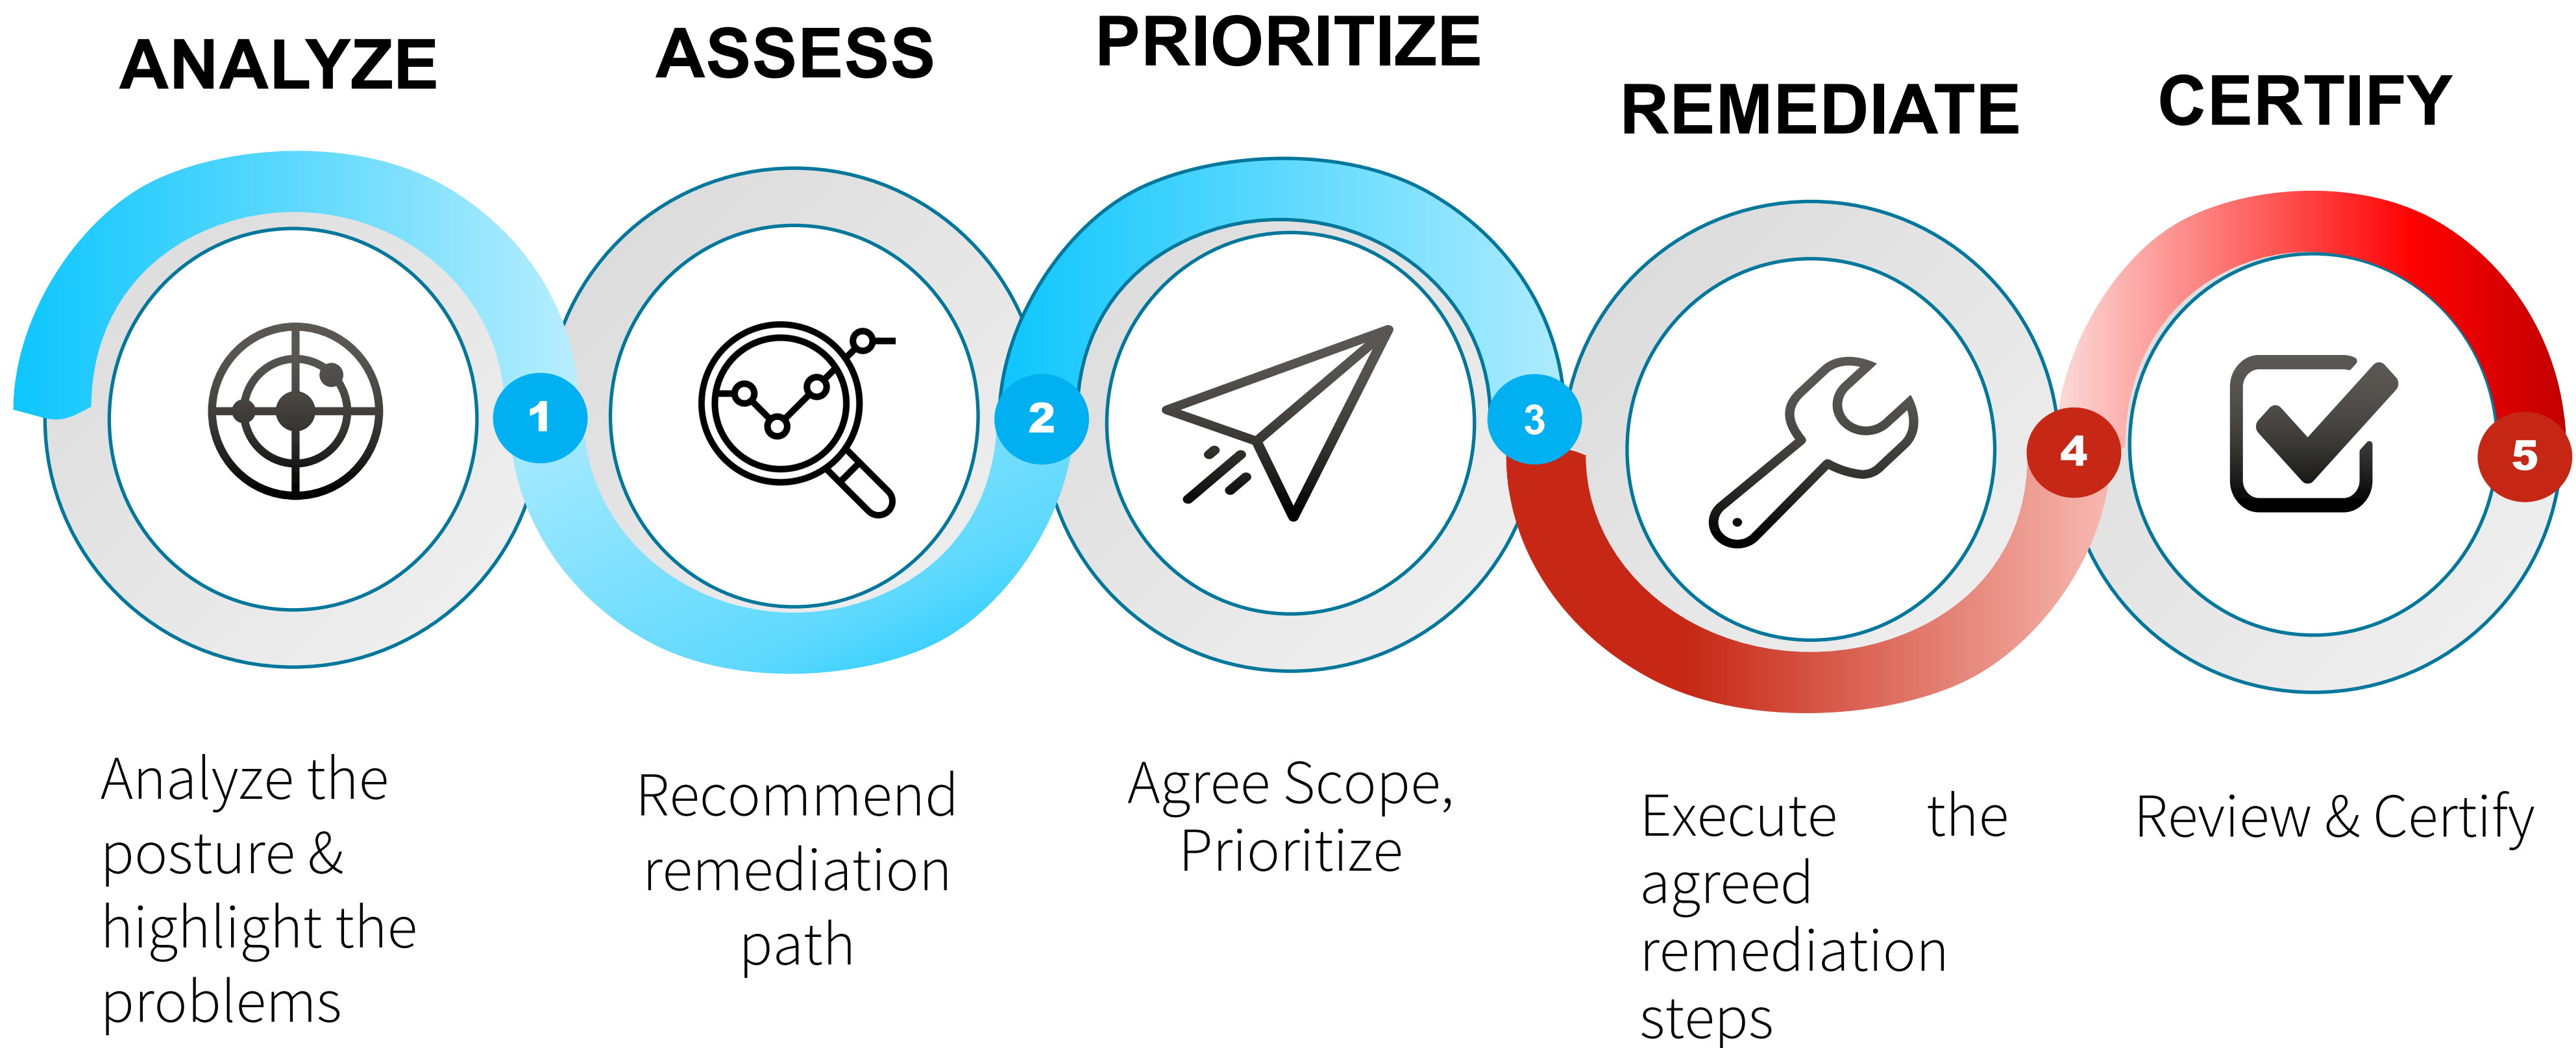 ANALYZE
ASSESS
PRIORITIZE
REMEDIATE
CERTIFY
1
2
3
4
5
Analyze the
posture &
highlight the
problems
Recommend
remediation
path
Agree Scope,
Prioritize
Execute the
agreed
remediation
steps
Review & Certify